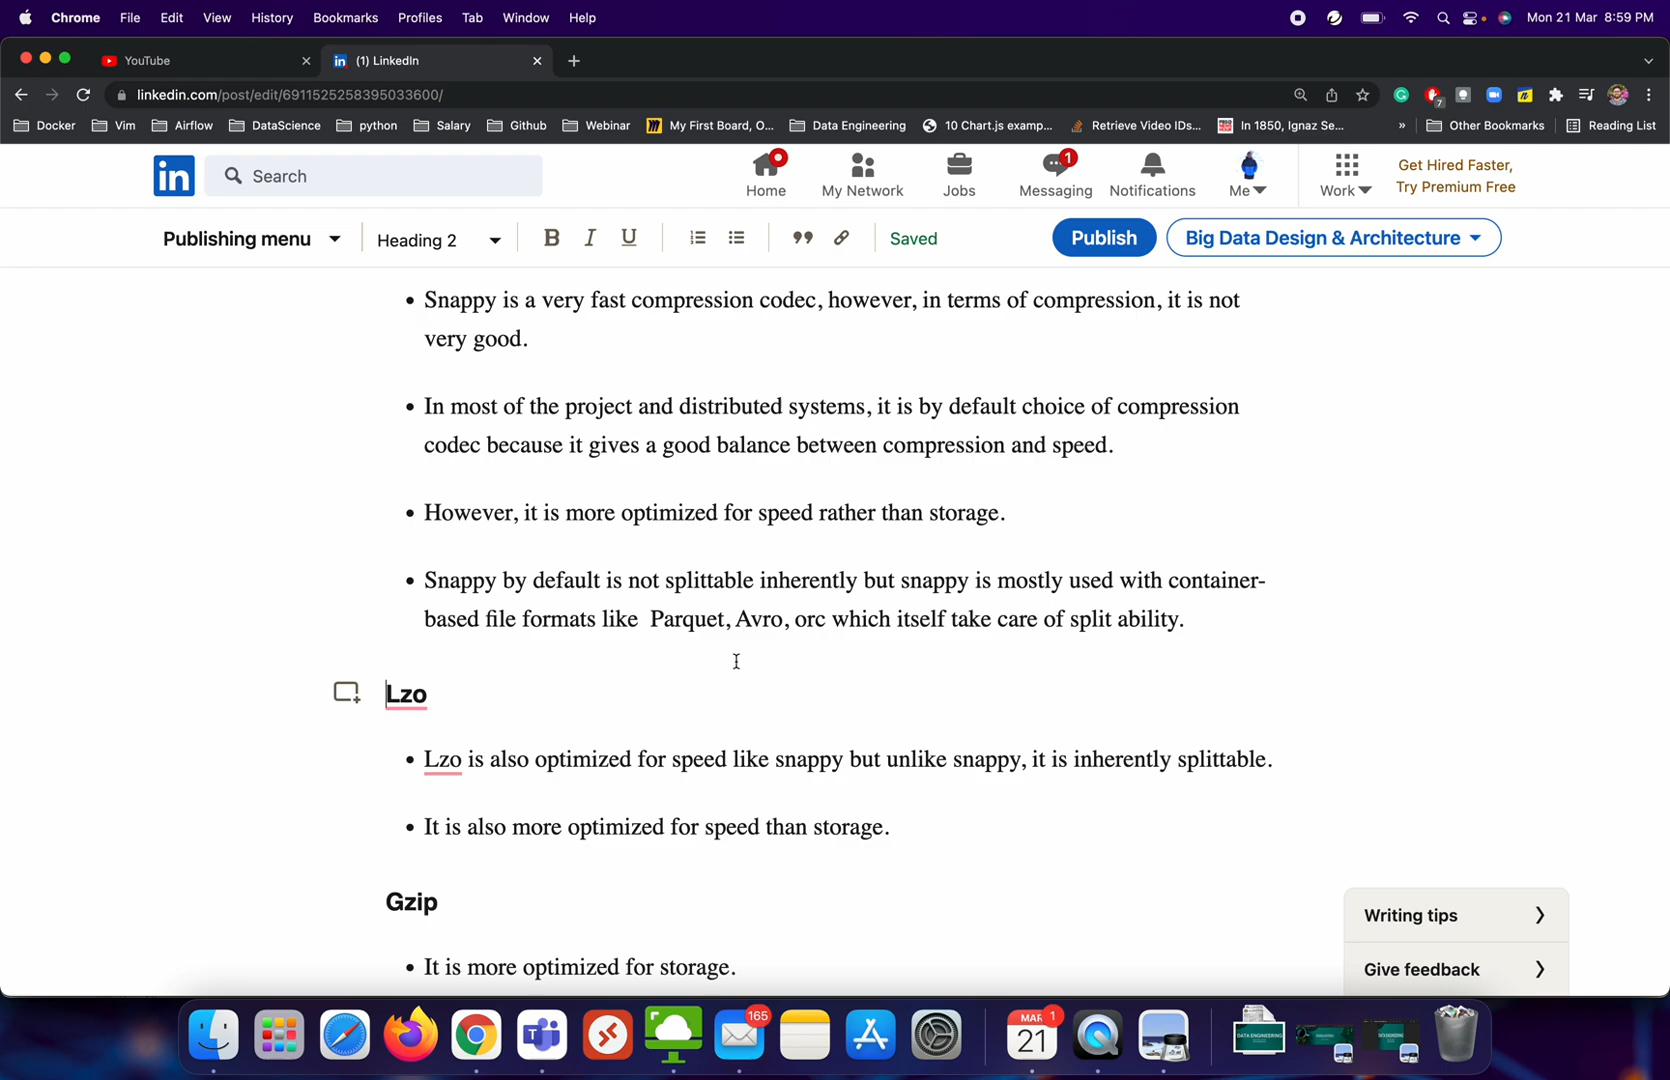 Chrome File Edit View History Bookmarks Profiles Tab Window Help Mon 21 Mar 8:59 PM
YouTube (1) LinkedIn
linkedin.com/post/edit/6911525258395033600/ 7
Docker Vim Airflow DataScience python Salary Github Webinar My First Board, O... Data Engineering 10 Chart.js examp... Retrieve Video IDs... In 1850, Ignaz Se... » Other Bookmarks Reading List
in Search Home My Network Jobs 1 Messaging Notifications Me Work Get Hired Faster,
Try Premium Free
Publishing menu Heading 2 B I U Saved Publish Big Data Design & Architecture
• Snappy is a very fast compression codec, however, in terms of compression, it is not
very good.
• In most of the project and distributed systems, it is by default choice of compression
codec because it gives a good balance between compression and speed.
• However, it is more optimized for speed rather than storage.
• Snappy by default is not splittable inherently but snappy is mostly used with container-
based file formats like Parquet, Avro, orc which itself take care of split ability.
Lzo
• Lzo is also optimized for speed like snappy but unlike snappy, it is inherently splittable.
• It is also more optimized for speed than storage.
Gzip
• It is more optimized for storage.
Writing tips
Give feedback
165
MAR 1
21
DATA ENGINEERING